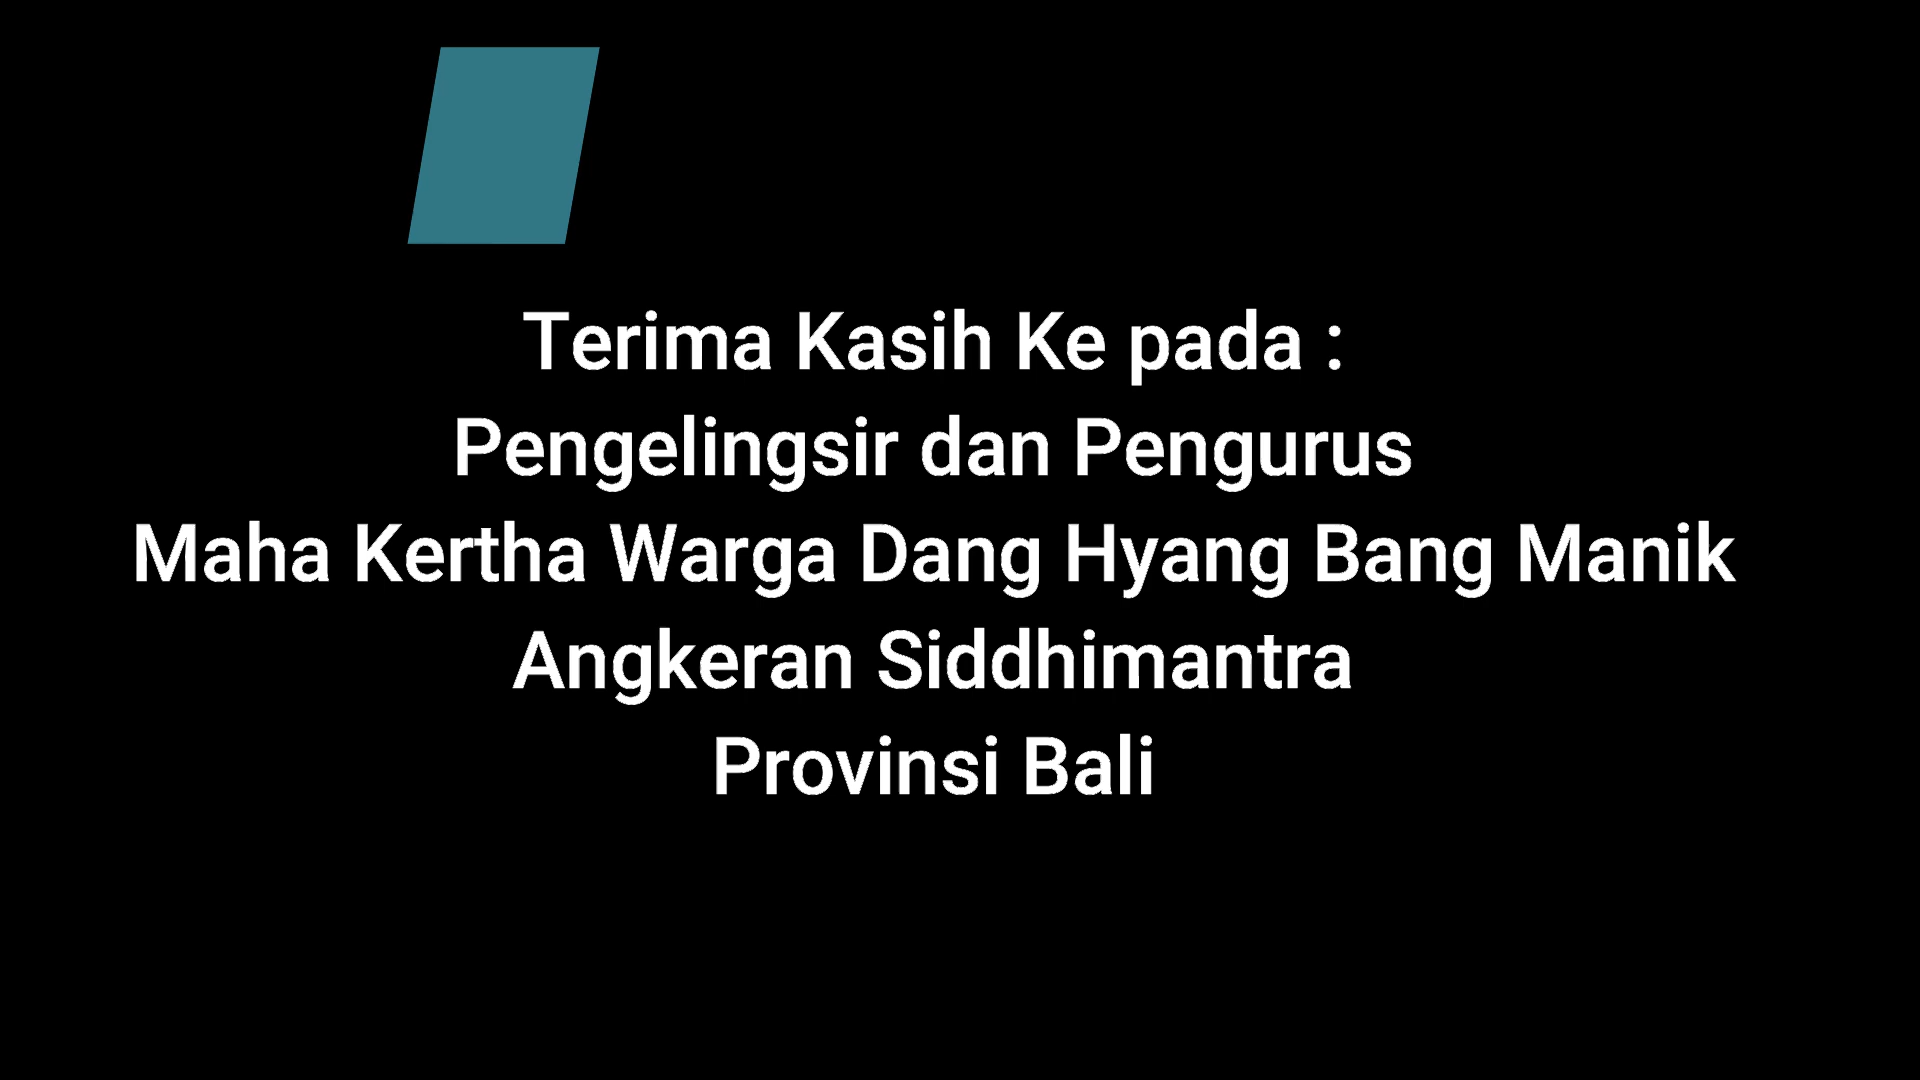 Terima Kasih Ke pada :
Pengelingsir dan Pengurus
Maha Kertha Warga Dang Hyang Bang Manik
Angkeran Siddhimantra
Provinsi Bali